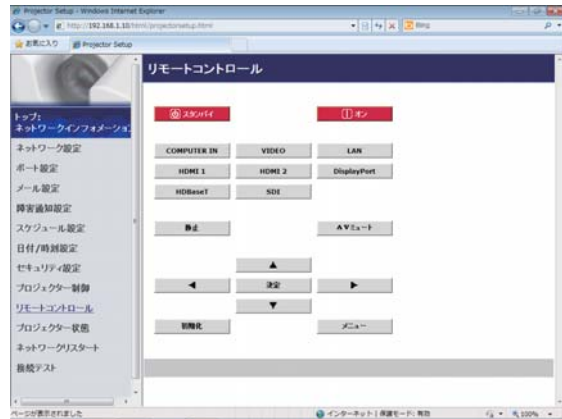 Projector Setup - Windows Internet Explorer
http://192.168.1.10/html/projectorsetup.html
Bing
お気に入り
Projector Setup
リモートコントロール
トップ:
ネットワークインフォメーション
ネットワーク設定
ポート設定
メール設定
障害通知設定
スケジュール設定
日付/時刻設定
セキュリティ設定
プロジェクター制御
リモートコントロール
プロジェクター状態
ネットワークリスタート
接続テスト
スタンバイ
オン
COMPUTER IN
VIDEO
LAN
HDMI 1
HDMI 2
DisplayPort
HDBaseT
SDI
静止
AVミュート
▲
◀
決定
▶
▼
初期化
メニュー
ページが表示されました
インターネット | 保護モード: 無効
100%